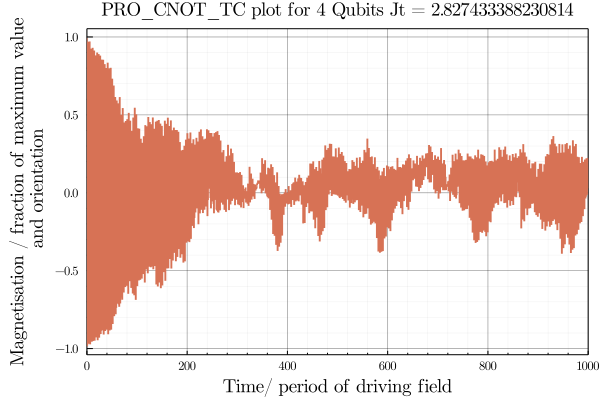 PRO_CNOT_TC plot for 4 Qubits Jt = 2.827433388230814
Magnetisation / fraction of maximum value
and orientation
1.0
0.5
0.0
−0.5
−1.0
0 200 400 600 800 1000
Time/ period of driving field